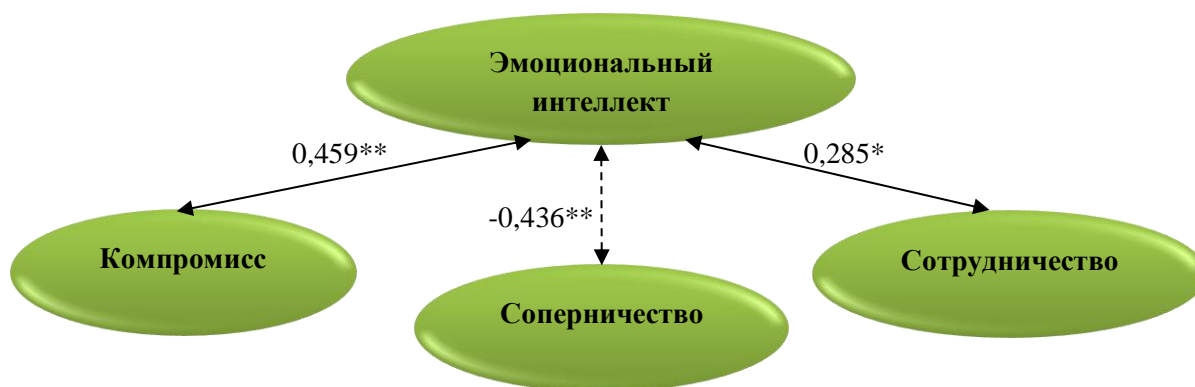 Эмоциональный
интеллект
0,459**
0,285*
-0,436**
Компромисс
Сотрудничество
Соперничество